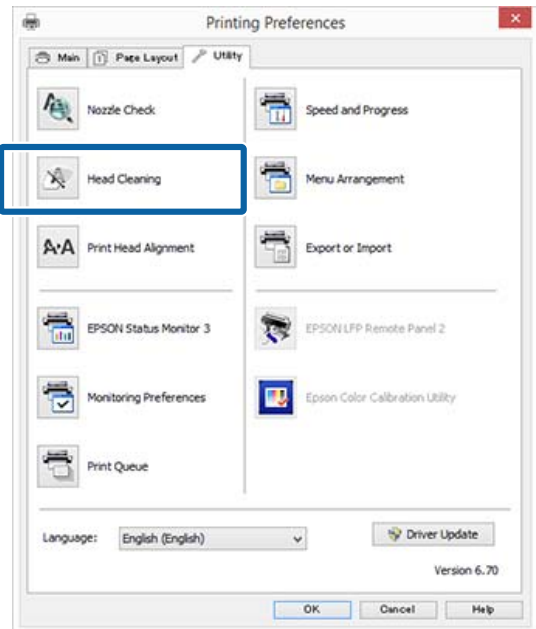 Printing Preferences
Main
Page Layout
Utility
Nozzle Check
Speed and Progress
Head Cleaning
Menu Arrangement
A·A
Print Head Alignment
Export or Import
EPSON Status Monitor 3
EPSON LFP Remote Panel 2
Monitoring Preferences
Epson Color Calibration Utility
Print Queue
Language:
English (English)
Driver Update
Version 6.70
OK
Cancel
Help